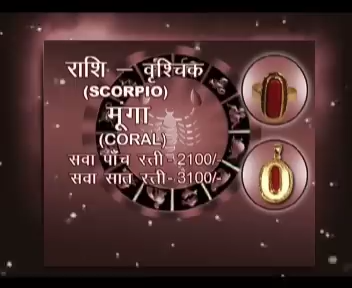 राशि – वृश्चिक
(SCORPIO)
मूंगा
(CORAL)
सवा पाँच रत्ती - 2100/-
सवा सात रत्ती - 3100/-